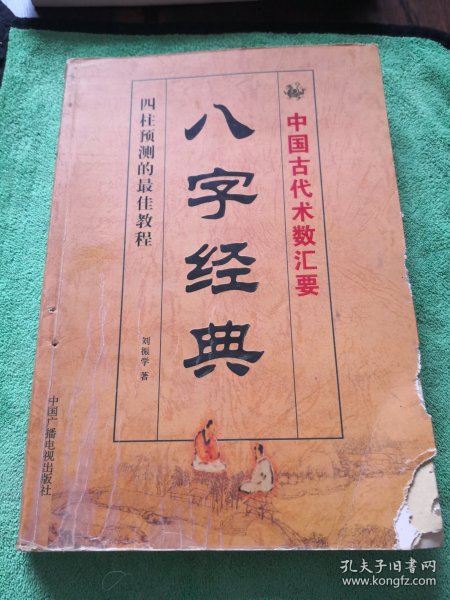 中国古代术数汇要
八字经典
四柱预测的最佳教程
刘振学 著
中国广播电视出版社
孔夫子旧书网
www.kongfz.com